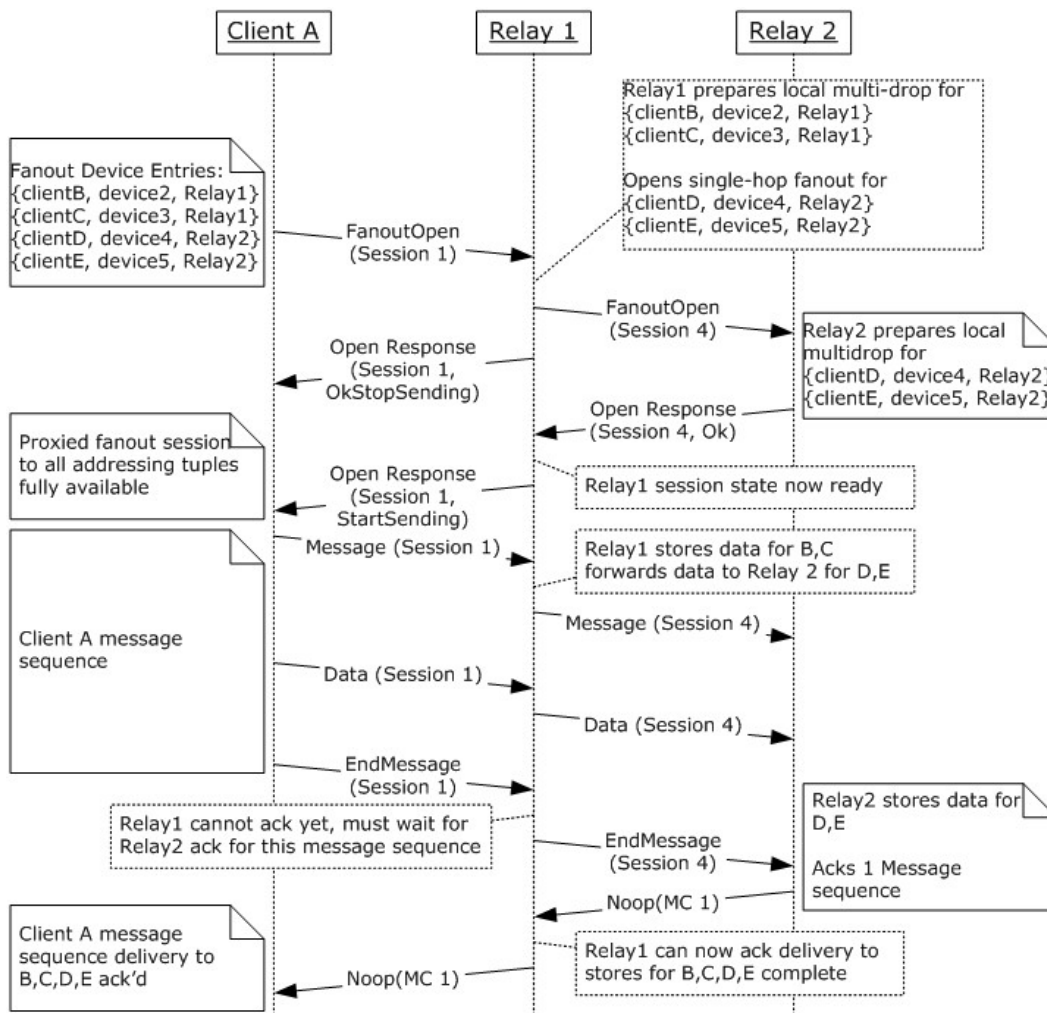 Client A
Relay 1
Relay 2
Relay1 prepares local multi-drop for
{clientB, device2, Relay1}
{clientC, device3, Relay1}
Opens single-hop fanout for
{clientD, device4, Relay2}
{clientE, device5, Relay2}
Fanout Device Entries:
{clientB, device2, Relay1}
{clientC, device3, Relay1}
{clientD, device4, Relay2}
{clientE, device5, Relay2}
FanoutOpen
(Session 1)
FanoutOpen
(Session 4)
Relay2 prepares local
multidrop for
{clientD, device4, Relay2}
{clientE, device5, Relay2}
Open Response
(Session 1,
OkStopSending)
Open Response
(Session 4, Ok)
Proxied fanout session
to all addressing tuples
fully available
Relay1 session state now ready
Open Response
(Session 1,
StartSending)
Message (Session 1)
Relay1 stores data for B,C
forwards data to Relay 2 for D,E
Message (Session 4)
Client A message
sequence
Data (Session 1)
Data (Session 4)
EndMessage
(Session 1)
Relay1 cannot ack yet, must wait for
Relay2 ack for this message sequence
EndMessage
(Session 4)
Relay2 stores data for
D,E
Acks 1 Message
sequence
Noop(MC 1)
Relay1 can now ack delivery to
stores for B,C,D,E complete
Client A message
sequence delivery to
B,C,D,E ack'd
Noop(MC 1)